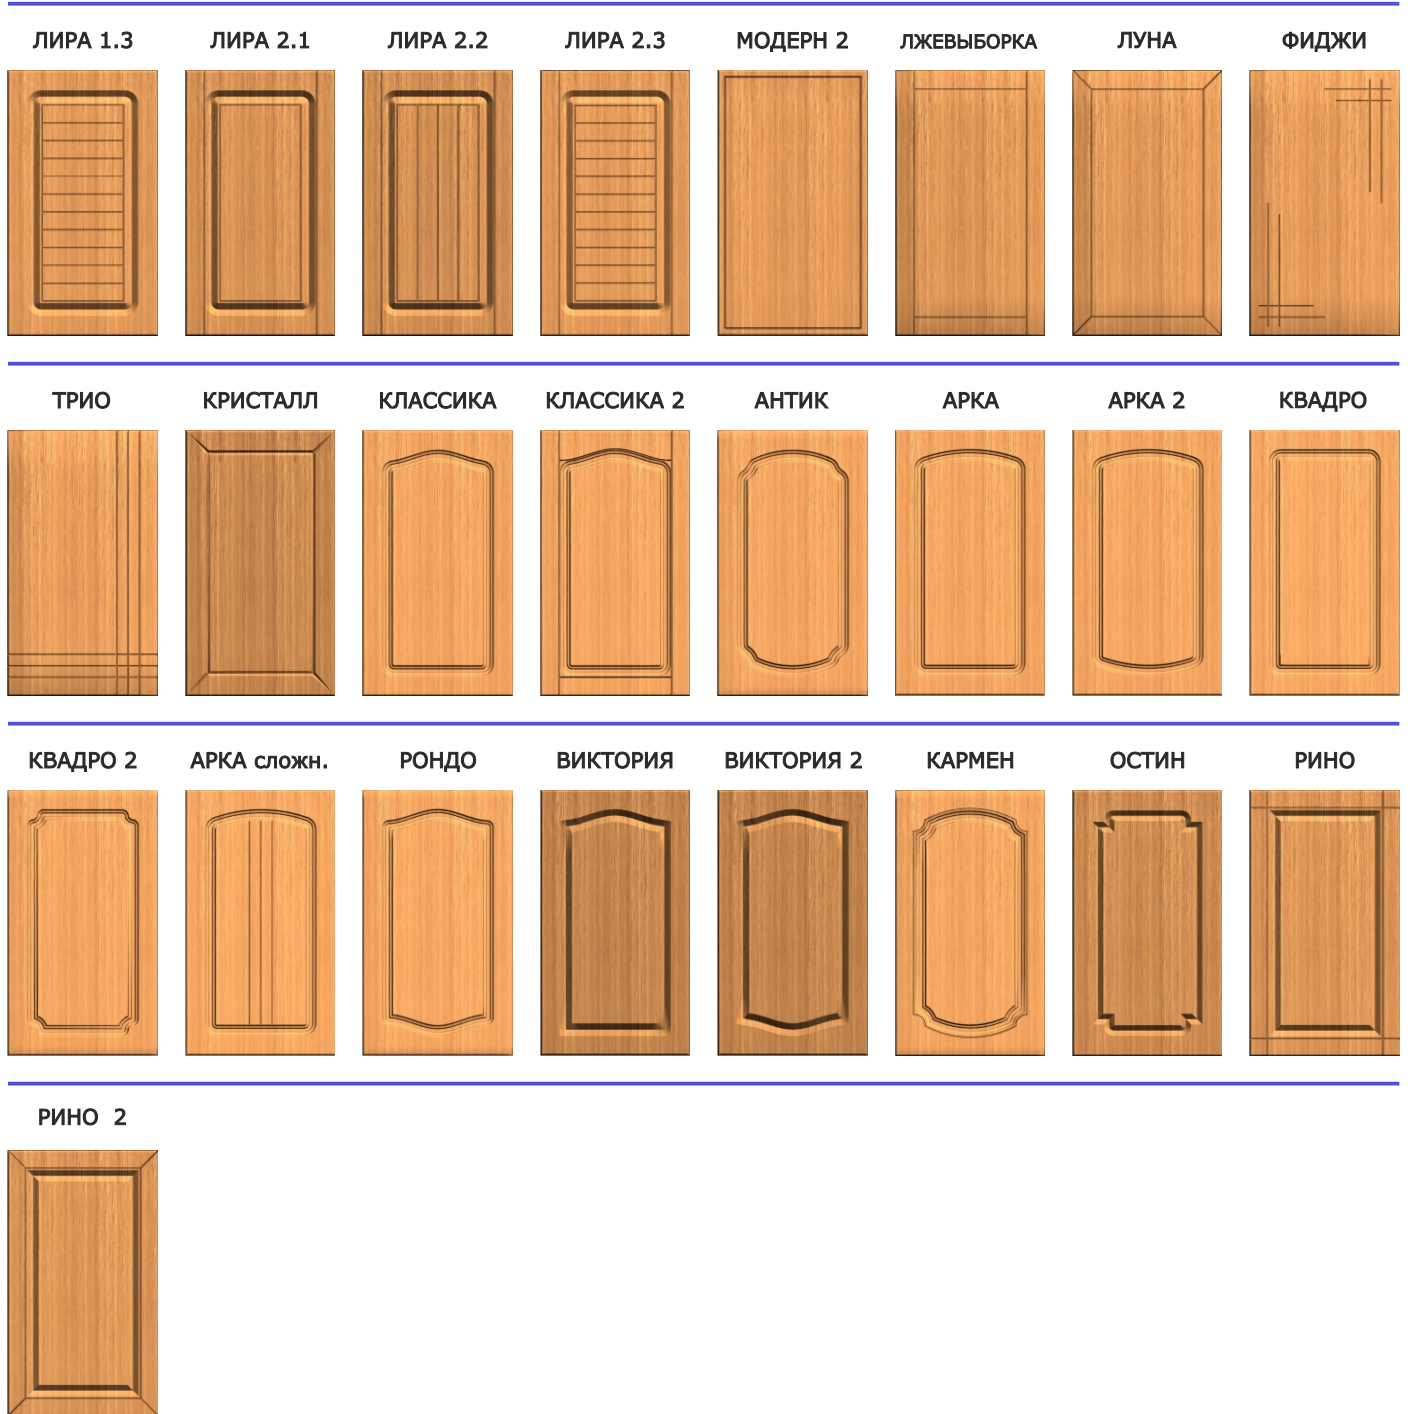 ЛИРА 1.3 ЛИРА 2.1 ЛИРА 2.2 ЛИРА 2.3 МОДЕРН 2 ЛЖЕВЫБОРКА ЛУНА ФИДЖИ
ТРИО КРИСТАЛЛ КЛАССИКА КЛАССИКА 2 АНТИК АРКА АРКА 2 КВАДРО
КВАДРО 2 АРКА сложн. РОНДО ВИКТОРИЯ ВИКТОРИЯ 2 КАРМЕН ОСТИН РИНО
РИНО 2